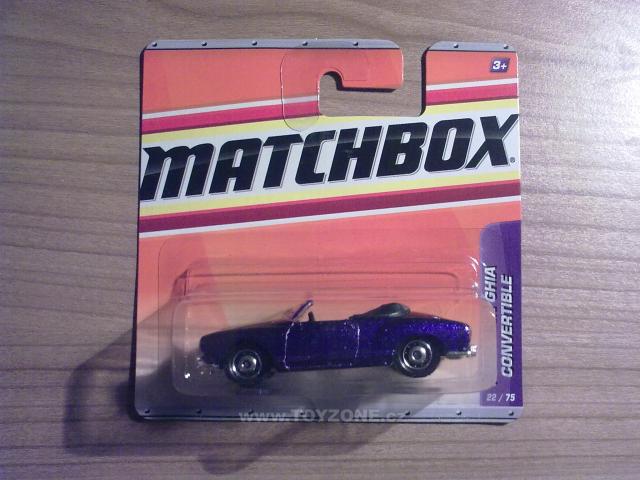 3+
MATCHBOX®
GHIA
CONVERTIBLE
22 / 75
www.TOYZONE.cz